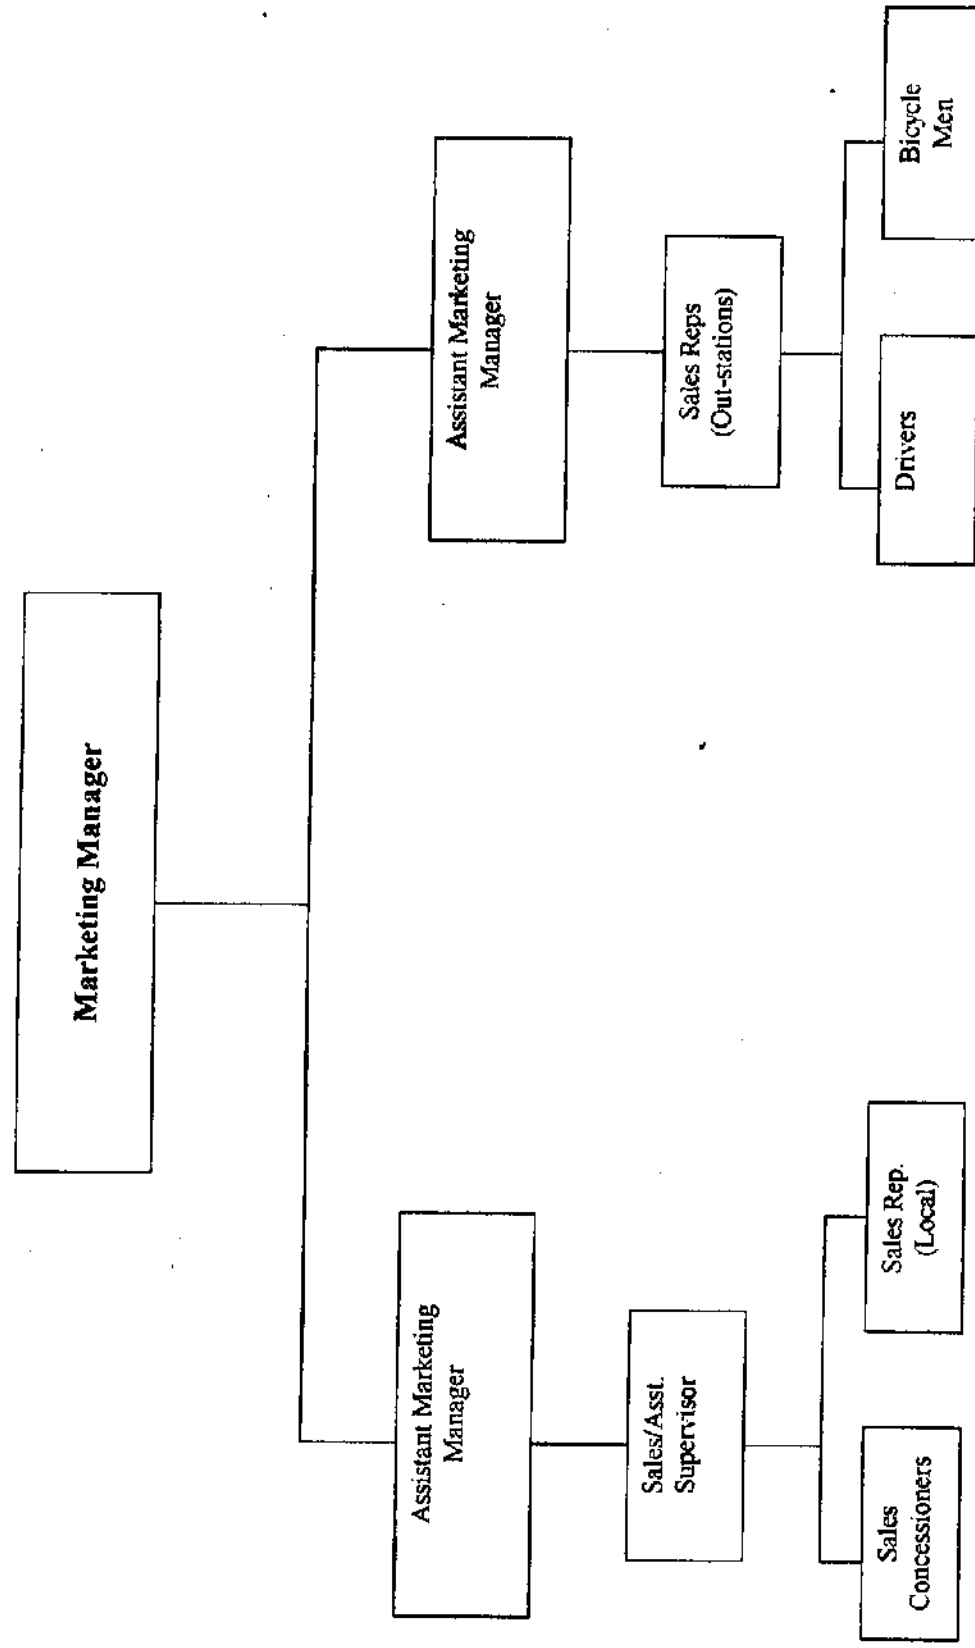 Marketing Manager
Assistant Marketing
Manager
Assistant Marketing
Manager
Sales/Asst.
Supervisor
Sales Reps
(Out-stations)
Sales
Concessioners
Sales Rep.
(Local)
Drivers
Bicycle
Men